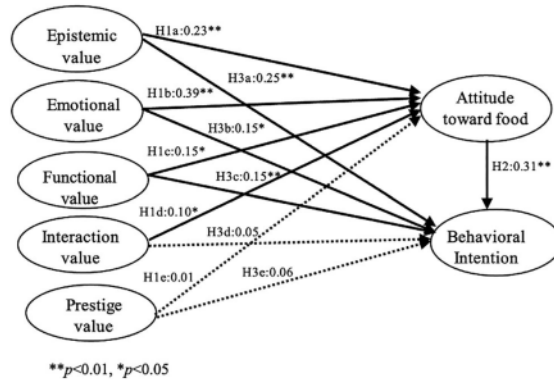 Epistemic
value
H1a:0.23**
H3a:0.25**
Emotional
value
H1b:0.39**
H3b:0.15*
Attitude
toward food
H1c:0.15*
Functional
value
H3c:0.15**
H2:0.31**
H1d:0.10*
Interaction
value
H3d:0.05
Behavioral
Intention
H1e:0.01
H3e:0.06
Prestige
value
**p<0.01, *p<0.05